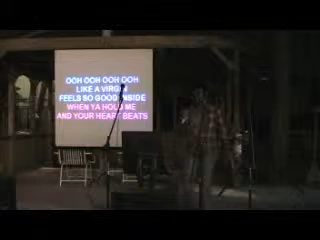 OOH OOH OOH OOH
LIKE A VIRGIN
FEELS SO GOOD INSIDE
WHEN YA HOLD ME
AND YOUR HEART BEATS